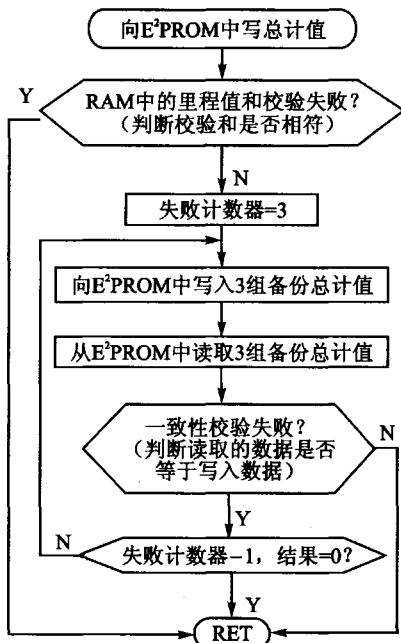 向E²PROM中写总计值
Y
RAM中的里程值和校验失败？
（判断校验和是否相符）
N
失败计数器=3
向E²PROM中写入3组备份总计值
从E²PROM中读取3组备份总计值
一致性校验失败？
（判断读取的数据是否
等于写入数据）
N
Y
N
失败计数器-1，结果=0？
Y
RET